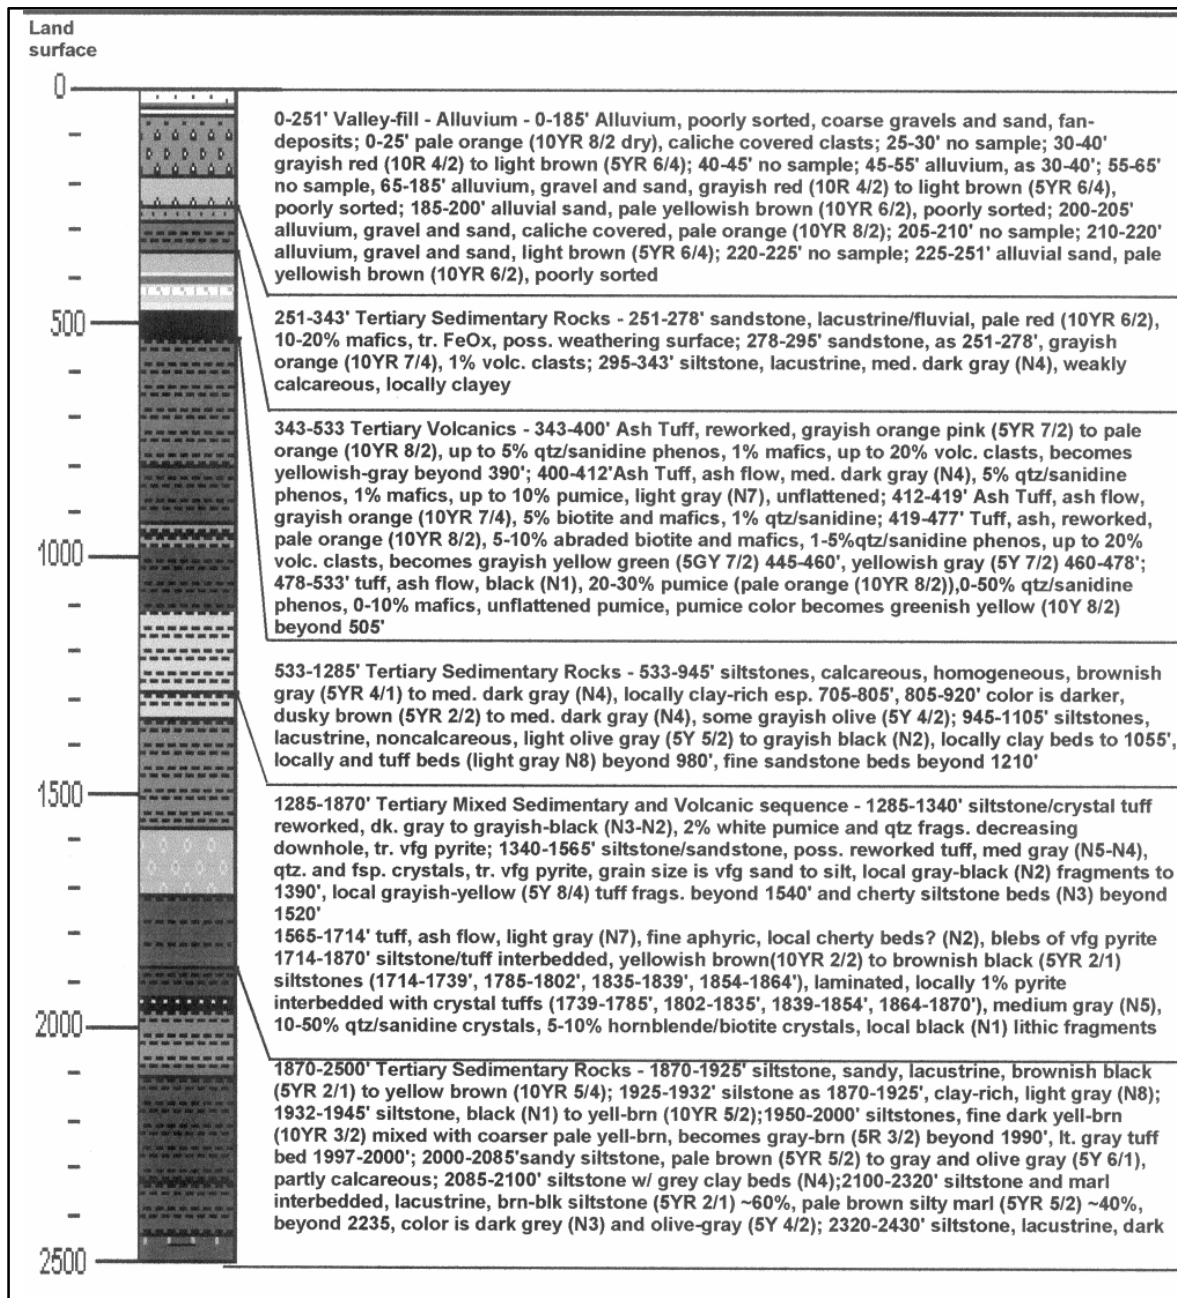 Land
surface
0
0-251' Valley-fill - Alluvium - 0-185' Alluvium, poorly sorted, coarse gravels and sand, fan-
deposits; 0-25' pale orange (10YR 8/2 dry), caliche covered clasts; 25-30' no sample; 30-40'
grayish red (10R 4/2) to light brown (5YR 6/4); 40-45' no sample; 45-55' alluvium, as 30-40'; 55-65'
no sample, 65-185' alluvium, gravel and sand, grayish red (10R 4/2) to light brown (5YR 6/4),
poorly sorted; 185-200' alluvial sand, pale yellowish brown (10YR 6/2), poorly sorted; 200-205'
alluvium, gravel and sand, caliche covered, pale orange (10YR 8/2); 205-210' no sample; 210-220'
alluvium, gravel and sand, light brown (5YR 6/4); 220-225' no sample; 225-251' alluvial sand, pale
yellowish brown (10YR 6/2), poorly sorted
500
251-343' Tertiary Sedimentary Rocks - 251-278' sandstone, lacustrine/fluvial, pale red (10YR 6/2),
10-20% mafics, tr. FeOx, poss. weathering surface; 278-295' sandstone, as 251-278', grayish
orange (10YR 7/4), 1% volc. clasts; 295-343' siltstone, lacustrine, med. dark gray (N4), weakly
calcareous, locally clayey
343-533 Tertiary Volcanics - 343-400' Ash Tuff, reworked, grayish orange pink (5YR 7/2) to pale
orange (10YR 8/2), up to 5% qtz/sanidine phenos, 1% mafics, up to 20% volc. clasts, becomes
yellowish-gray beyond 390'; 400-412'Ash Tuff, ash flow, med. dark gray (N4), 5% qtz/sanidine
phenos, 1% mafics, up to 10% pumice, light gray (N7), unflattened; 412-419' Ash Tuff, ash flow,
grayish orange (10YR 7/4), 5% biotite and mafics, 1% qtz/sanidine; 419-477' Tuff, ash, reworked,
pale orange (10YR 8/2), 5-10% abraded biotite and mafics, 1-5%qtz/sanidine phenos, up to 20%
volc. clasts, becomes grayish yellow green (5GY 7/2) 445-460', yellowish gray (5Y 7/2) 460-478';
478-533' tuff, ash flow, black (N1), 20-30% pumice (pale orange (10YR 8/2)),0-50% qtz/sanidine
phenos, 0-10% mafics, unflattened pumice, pumice color becomes greenish yellow (10Y 8/2)
beyond 505'
1000
533-1285' Tertiary Sedimentary Rocks - 533-945' siltstones, calcareous, homogeneous, brownish
gray (5YR 4/1) to med. dark gray (N4), locally clay-rich esp. 705-805', 805-920' color is darker,
dusky brown (5YR 2/2) to med. dark gray (N4), some grayish olive (5Y 4/2); 945-1105' siltstones,
lacustrine, noncalcareous, light olive gray (5Y 5/2) to grayish black (N2), locally clay beds to 1055',
locally and tuff beds (light gray N8) beyond 980', fine sandstone beds beyond 1210'
1500
1285-1870' Tertiary Mixed Sedimentary and Volcanic sequence - 1285-1340' siltstone/crystal tuff
reworked, dk. gray to grayish-black (N3-N2), 2% white pumice and qtz frags. decreasing
downhole, tr. vfg pyrite; 1340-1565' siltstone/sandstone, poss. reworked tuff, med gray (N5-N4),
qtz. and fsp. crystals, tr. vfg pyrite, grain size is vfg sand to silt, local gray-black (N2) fragments to
1390', local grayish-yellow (5Y 8/4) tuff frags. beyond 1540' and cherty siltstone beds (N3) beyond
1520'
1565-1714' tuff, ash flow, light gray (N7), fine aphyric, local cherty beds? (N2), blebs of vfg pyrite
1714-1870' siltstone/tuff interbedded, yellowish brown(10YR 2/2) to brownish black (5YR 2/1)
siltstones (1714-1739', 1785-1802', 1835-1839', 1854-1864'), laminated, locally 1% pyrite
interbedded with crystal tuffs (1739-1785', 1802-1835', 1839-1854', 1864-1870'), medium gray (N5),
10-50% qtz/sanidine crystals, 5-10% hornblende/biotite crystals, local black (N1) lithic fragments
2000
1870-2500' Tertiary Sedimentary Rocks - 1870-1925' siltstone, sandy, lacustrine, brownish black
(5YR 2/1) to yellow brown (10YR 5/4); 1925-1932' silstone as 1870-1925', clay-rich, light gray (N8);
1932-1945' siltstone, black (N1) to yell-brn (10YR 5/2);1950-2000' siltstones, fine dark yell-brn
(10YR 3/2) mixed with coarser pale yell-brn, becomes gray-brn (5R 3/2) beyond 1990', lt. gray tuff
bed 1997-2000'; 2000-2085'sandy siltstone, pale brown (5YR 5/2) to gray and olive gray (5Y 6/1),
partly calcareous; 2085-2100' siltstone w/ grey clay beds (N4);2100-2320' siltstone and marl
interbedded, lacustrine, brn-blk siltstone (5YR 2/1) ~60%, pale brown silty marl (5YR 5/2) ~40%,
beyond 2235, color is dark grey (N3) and olive-gray (5Y 4/2); 2320-2430' siltstone, lacustrine, dark
2500